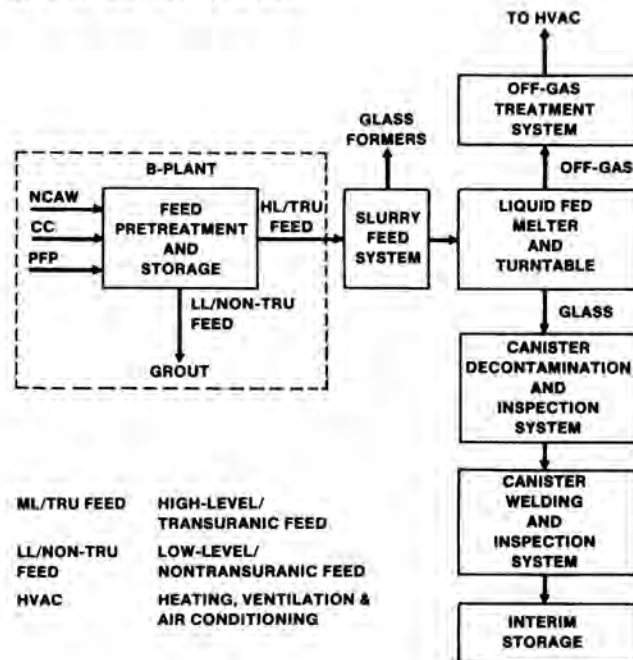 TO HVAC
OFF-GAS
TREATMENT
SYSTEM
GLASS
FORMERS
OFF-GAS
B-PLANT
NCAW
CC
PFP
FEED
PRETREATMENT
AND
STORAGE
HL/TRU
FEED
SLURRY
FEED
SYSTEM
LIQUID FED
MELTER
AND
TURNTABLE
LL/NON-TRU
FEED
GROUT
GLASS
CANISTER
DECONTAMINATION
AND
INSPECTION
SYSTEM
CANISTER
WELDING
AND
INSPECTION
SYSTEM
INTERIM
STORAGE
ML/TRU FEED HIGH-LEVEL/
TRANSURANIC FEED
LL/NON-TRU LOW-LEVEL/
FEED NONTRANSURANIC FEED
HVAC HEATING, VENTILATION &
AIR CONDITIONING